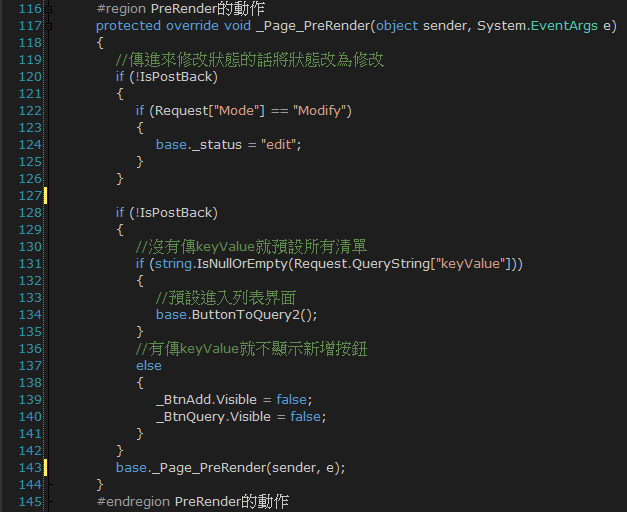 116 #region PreRender的動作
117 protected override void _Page_PreRender(object sender, System.EventArgs e)
118 {
119 //傳進來修改狀態的話將狀態改為修改
120 if (!IsPostBack)
121 {
122 if (Request["Mode"] == "Modify")
123 {
124 base._status = "edit";
125 }
126 }
127
128 if (!IsPostBack)
129 {
130 //沒有傳keyValue就預設所有清單
131 if (string.IsNullOrEmpty(Request.QueryString["keyValue"]))
132 {
133 //預設進入列表界面
134 base.ButtonToQuery2();
135 }
136 //有傳keyValue就不顯示新增按鈕
137 else
138 {
139 _BtnAdd.Visible = false;
140 _BtnQuery.Visible = false;
141 }
142 }
143 base._Page_PreRender(sender, e);
144 }
145 #endregion PreRender的動作